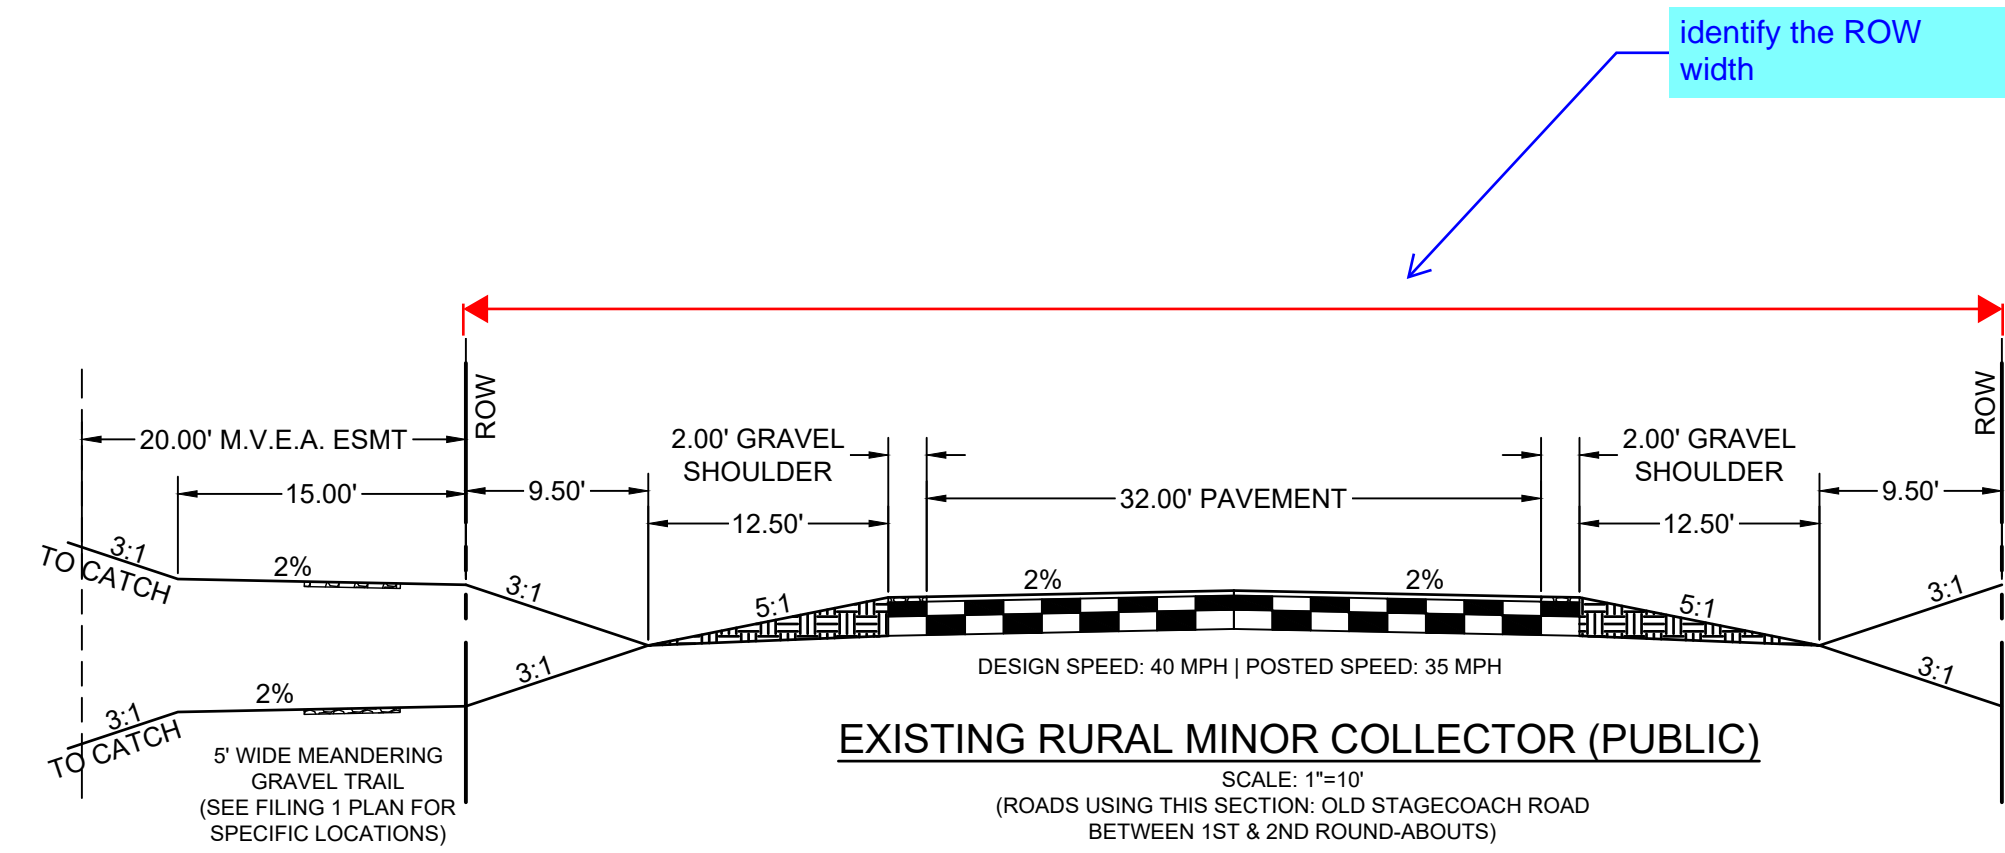 identify the ROW
width
ROW
ROW
20.00' M.V.E.A. ESMT
2.00' GRAVEL
SHOULDER
2.00' GRAVEL
SHOULDER
15.00'
9.50'
32.00' PAVEMENT
9.50'
12.50'
12.50'
3:1
TO CATCH
2%
3:1
5:1
2%
2%
5:1
3:1
3:1
TO CATCH
2%
3:1
3:1
DESIGN SPEED: 40 MPH | POSTED SPEED: 35 MPH
5' WIDE MEANDERING
GRAVEL TRAIL
(SEE FILING 1 PLAN FOR
SPECIFIC LOCATIONS)
EXISTING RURAL MINOR COLLECTOR (PUBLIC)
SCALE: 1"=10'
(ROADS USING THIS SECTION: OLD STAGECOACH ROAD
BETWEEN 1ST & 2ND ROUND-ABOUTS)